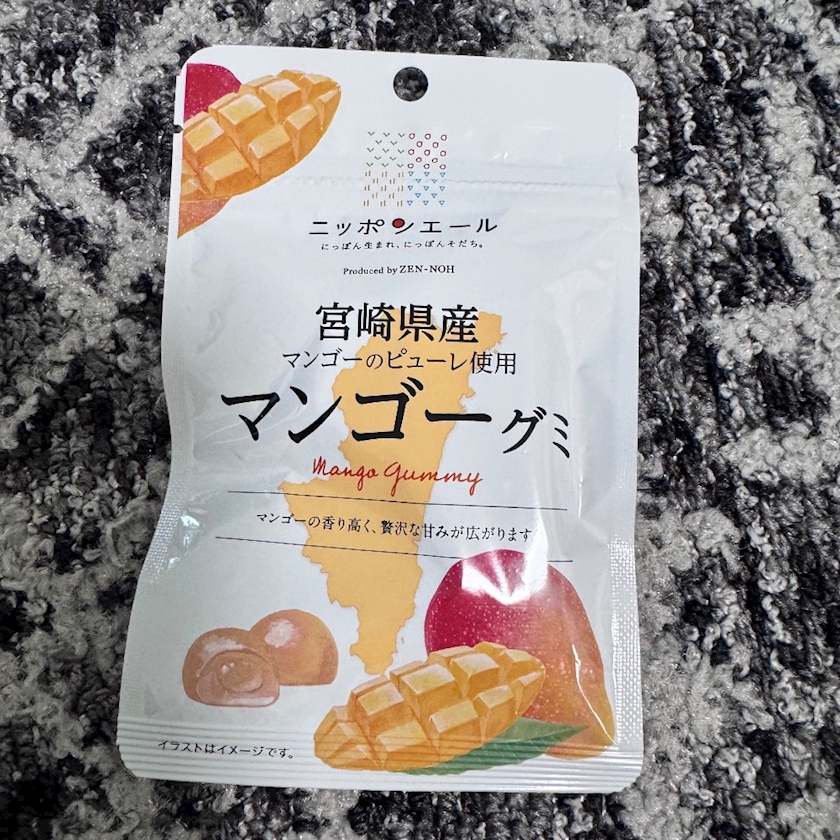 ニッポンエール
にっぽん生まれ、にっぽんそだち。
Produced by ZEN-NOH
宮崎県産
マンゴーのピューレ使用
マンゴーグミ
Mango Gummy
マンゴーの香り高く、贅沢な甘みが広がります
イラストはイメージです。